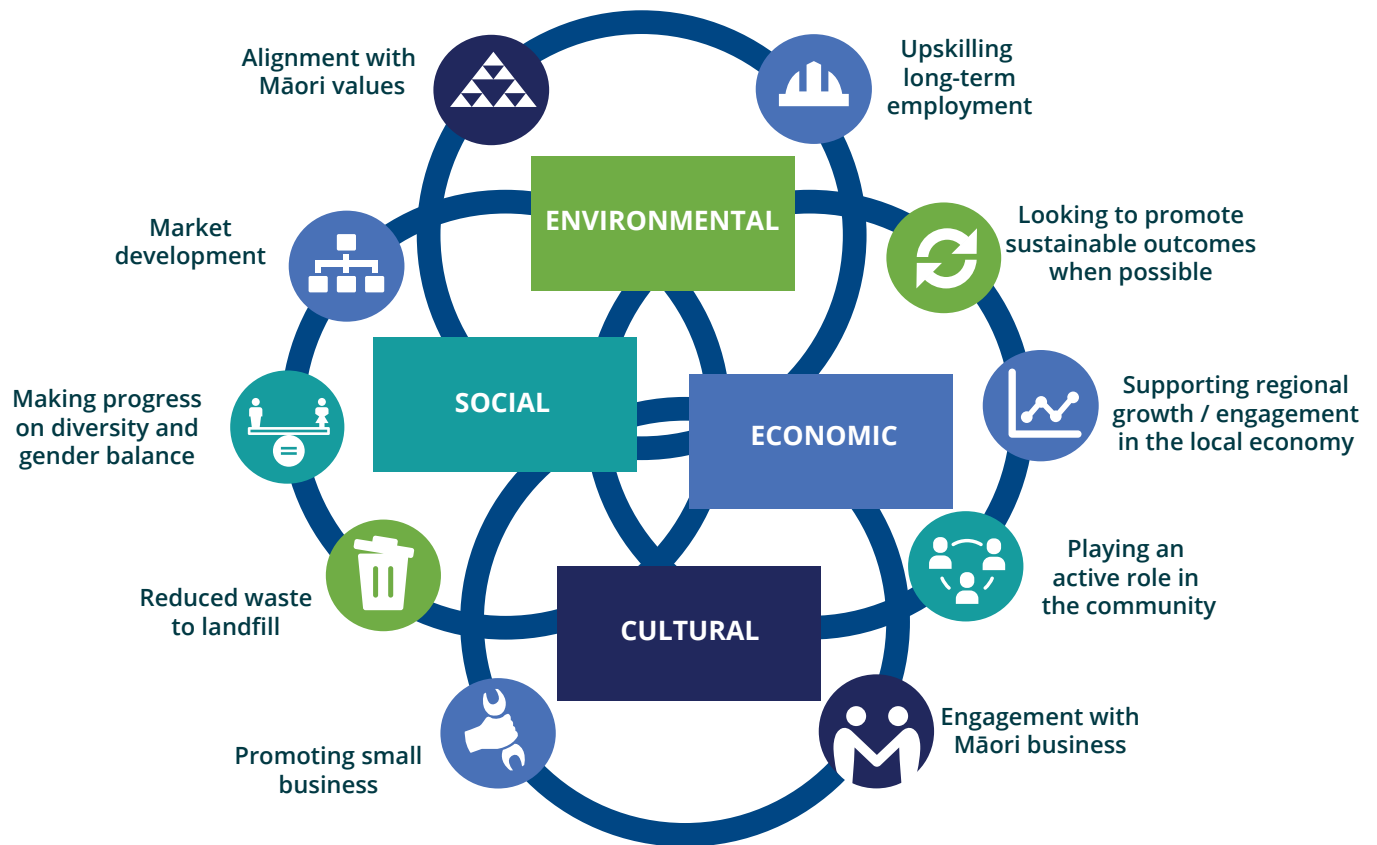 Alignment with
Māori values
Upskilling
long-term
employment
ENVIRONMENTAL
Market
development
Looking to promote
sustainable outcomes
when possible
SOCIAL
ECONOMIC
Making progress
on diversity and
gender balance
Supporting regional
growth / engagement
in the local economy
Reduced waste
to landfill
CULTURAL
Playing an
active role in
the community
Promoting small
business
Engagement with
Māori business